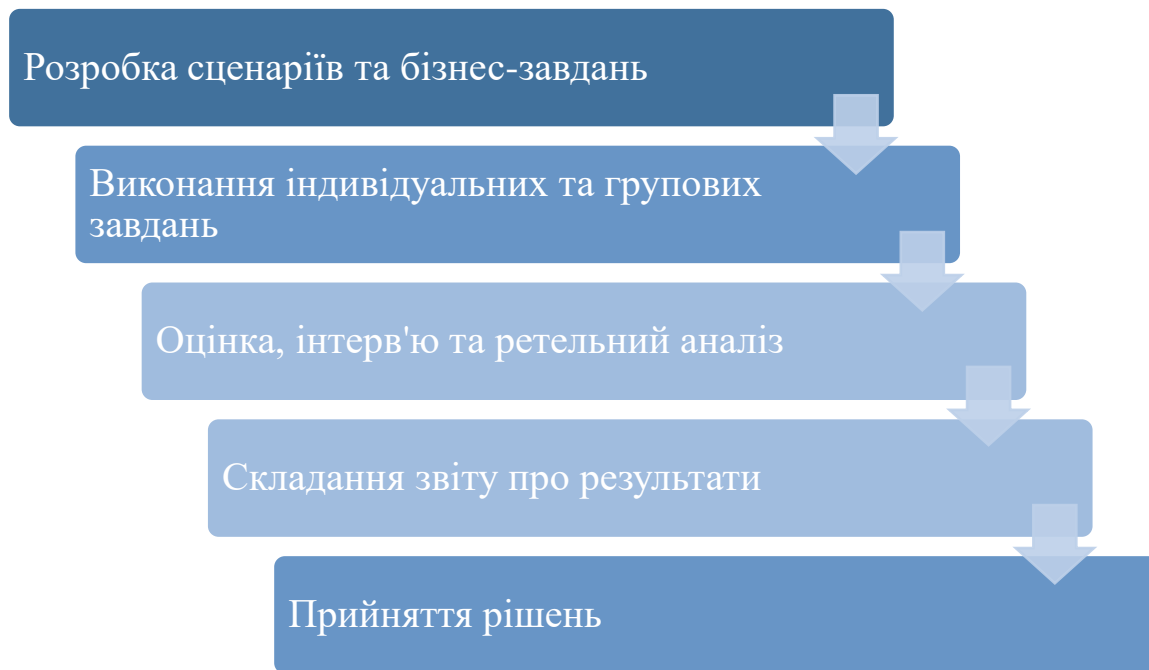 Розробка сценаріїв та бізнес-завдань
Виконання індивідуальних та групових
завдань
Оцінка, інтерв'ю та ретельний аналіз
Складання звіту про результати
Прийняття рішень